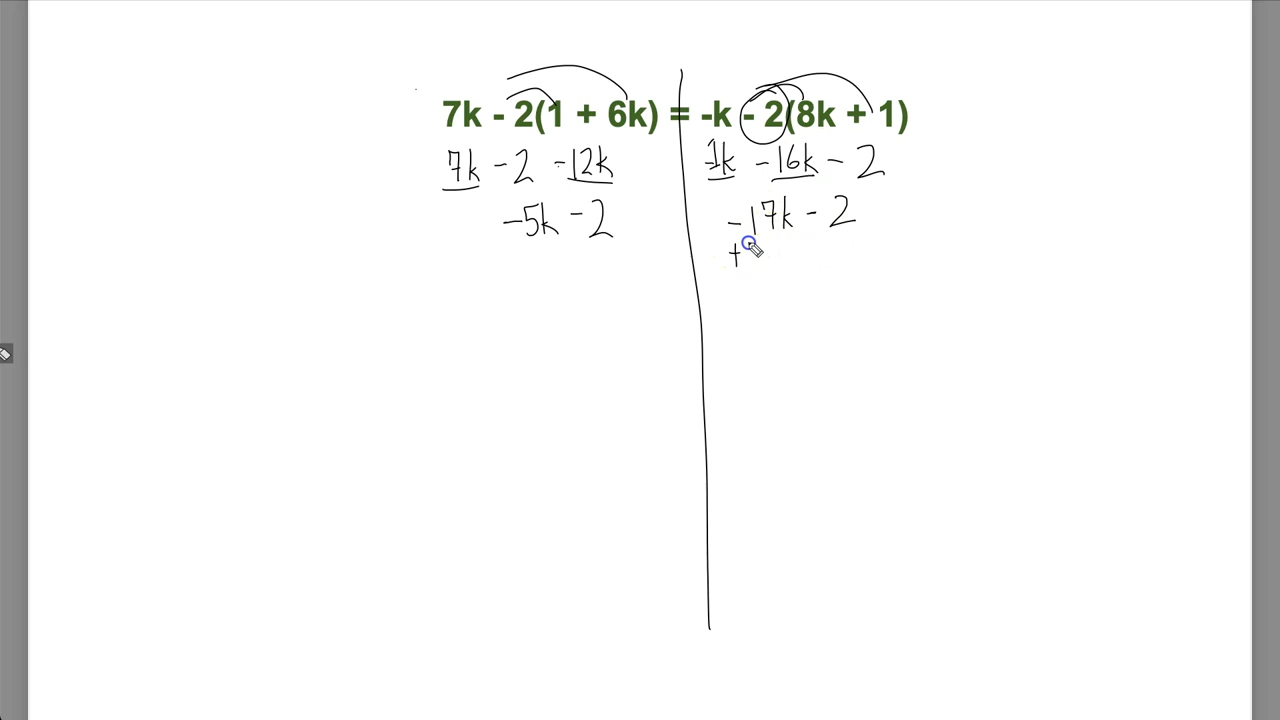 7k - 2(1 + 6k) = -k - 2(8k + 1)
7k - 2 - 12k -1k - 16k - 2
-5k - 2 -17k - 2
+